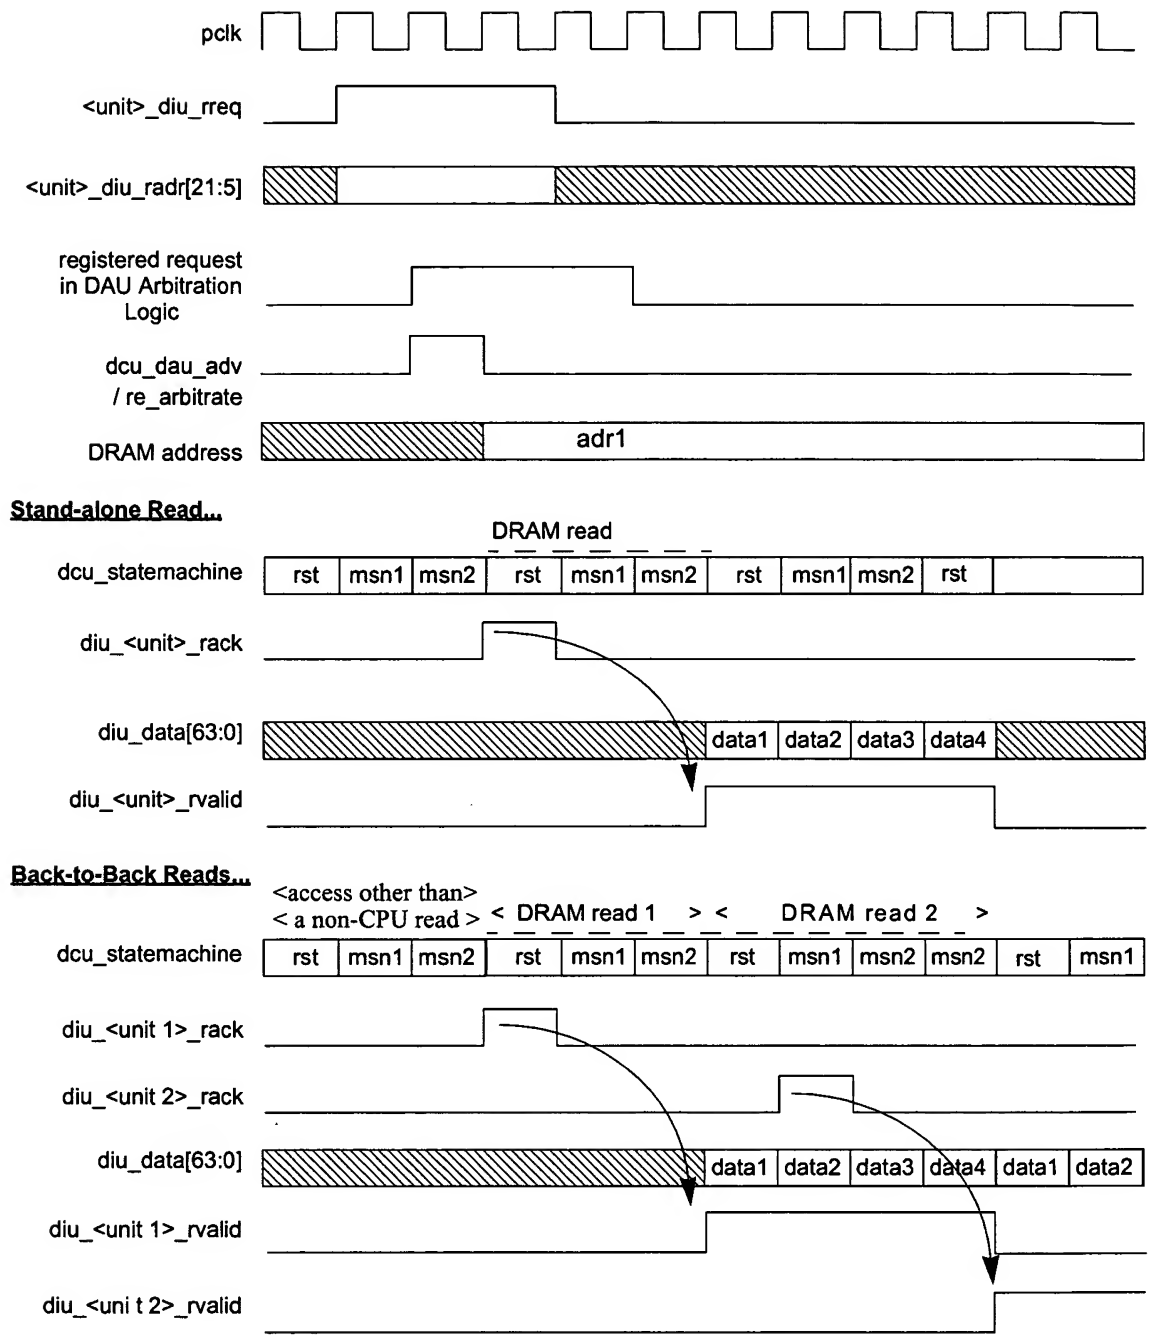 pclk
<unit>_diu_rreq
<unit>_diu_radr[21:5]
registered request
in DAU Arbitration
Logic
dcu_dau_adv
/ re_arbitrate
DRAM address
adr1
Stand-alone Read...
DRAM read
dcu_statemachine rst msn1 msn2 rst msn1 msn2 rst msn1 msn2 rst
diu_<unit>_rack
diu_data[63:0] data1 data2 data3 data4
diu_<unit>_rvalid
Back-to-Back Reads...
<access other than>
< a non-CPU read > < DRAM read 1 > < DRAM read 2 >
dcu_statemachine rst msn1 msn2 rst msn1 msn2 rst msn1 msn2 msn2 rst msn1
diu_<unit 1>_rack
diu_<unit 2>_rack
diu_data[63:0] data1 data2 data3 data4 data1 data2
diu_<unit 1>_rvalid
diu_<uni t 2>_rvalid